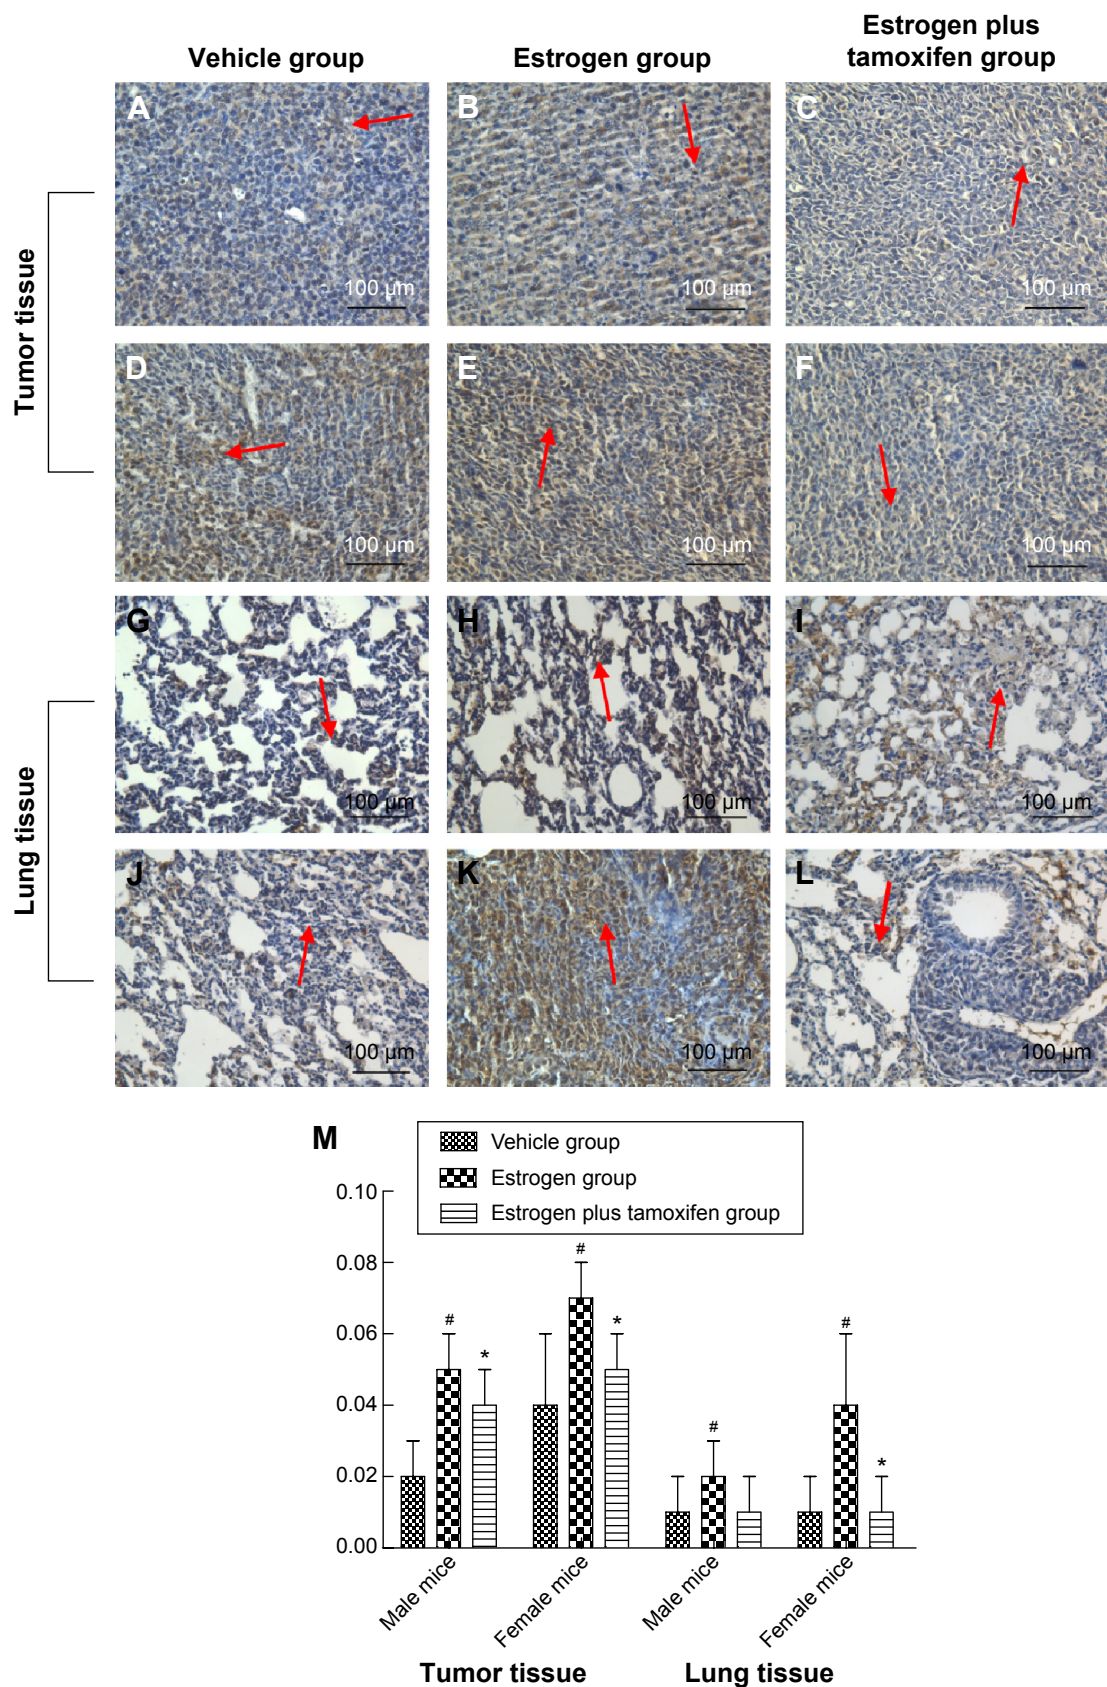 Vehicle group
Estrogen group
Estrogen plus
tamoxifen group
Tumor tissue
A
100 µm
B
100 µm
C
100 µm
D
100 µm
E
100 µm
F
100 µm
Lung tissue
G
100 µm
H
100 µm
I
100 µm
J
100 µm
K
100 µm
L
100 µm
M
Vehicle group
Estrogen group
Estrogen plus tamoxifen group
0.10
0.08
0.06
0.04
0.02
0.00
#
*
#
*
#
#
*
Male mice
Female mice
Male mice
Female mice
Tumor tissue
Lung tissue